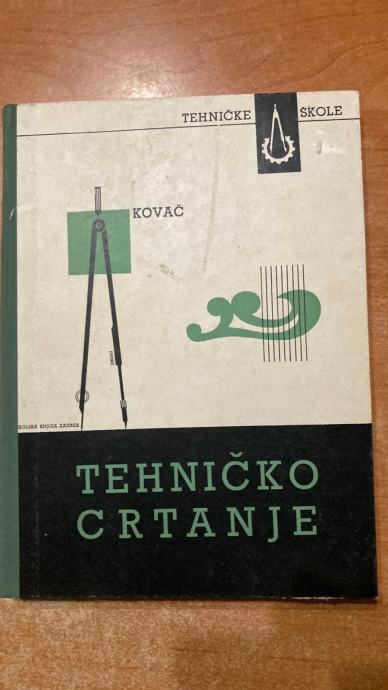 TEHNIČKE ŠKOLE
KOVAČ
ŠKOLSKA KNJIGA ZAGREB
TEHNIČKO
CRTANJE